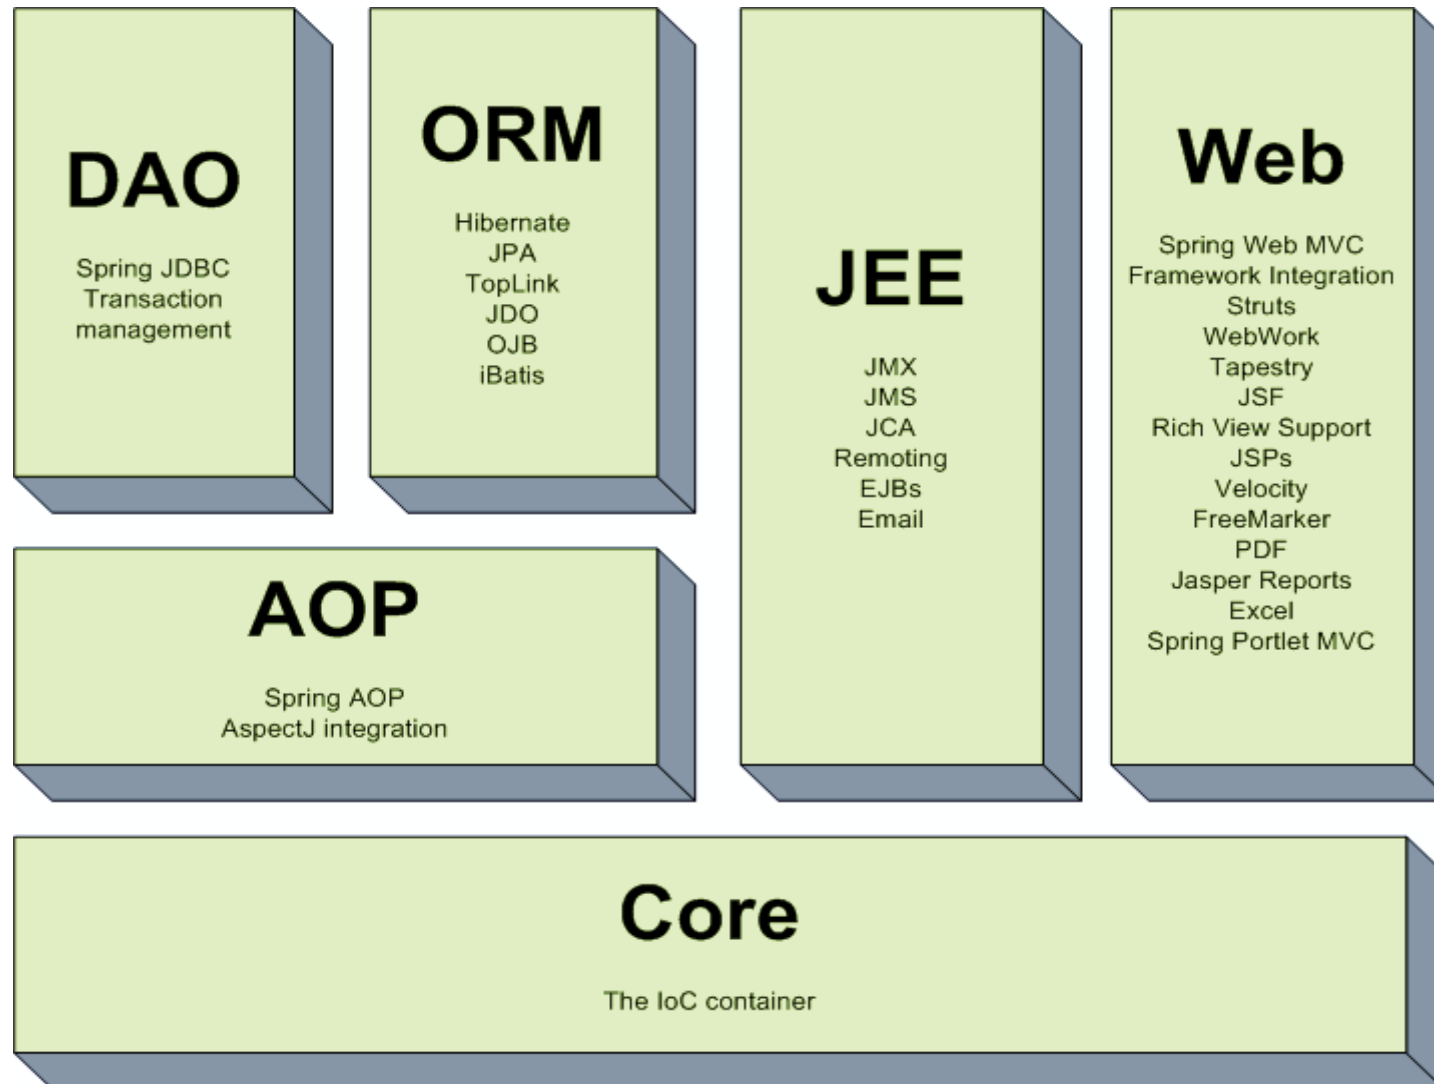 DAO
Spring JDBC
Transaction
management
ORM
Hibernate
JPA
TopLink
JDO
OJB
iBatis
JEE
JMX
JMS
JCA
Remoting
EJBs
Email
Web
Spring Web MVC
Framework Integration
Struts
WebWork
Tapestry
JSF
Rich View Support
JSPs
Velocity
FreeMarker
PDF
Jasper Reports
Excel
Spring Portlet MVC
AOP
Spring AOP
AspectJ integration
Core
The IoC container